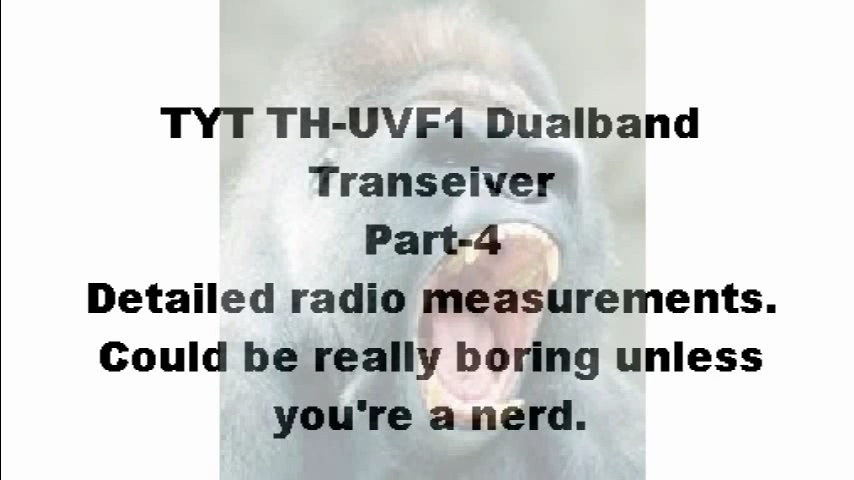 TYT TH-UVF1 Dualband
Transeiver
Part-4
Detailed radio measurements.
Could be really boring unless
you're a nerd.